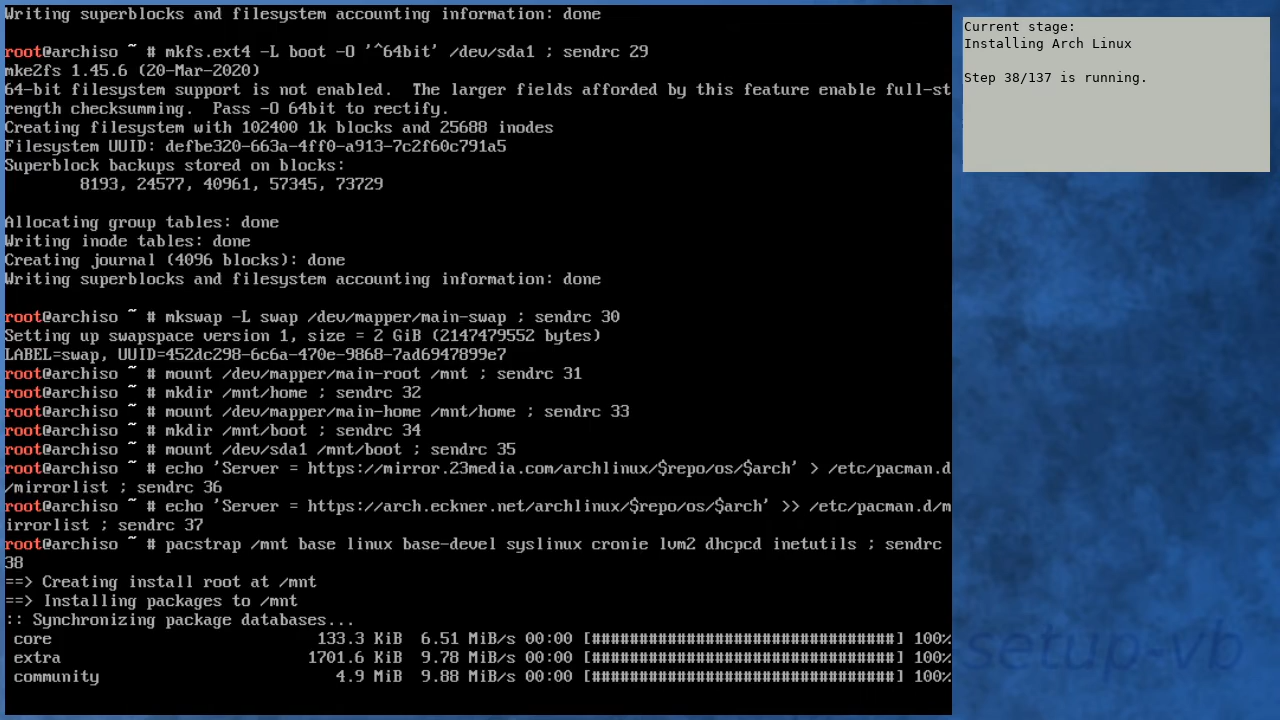 Writing superblocks and filesystem accounting information: done
root@archiso ~ # mkfs.ext4 -L boot -O '^64bit' /dev/sda1 ; sendrc 29
mke2fs 1.45.6 (20-Mar-2020)
64-bit filesystem support is not enabled.  The larger fields afforded by this feature enable full-st
rength checksumming.  Pass -O 64bit to rectify.
Creating filesystem with 102400 1k blocks and 25688 inodes
Filesystem UUID: defbe320-663a-4ff0-a913-7c2f60c791a5
Superblock backups stored on blocks:
        8193, 24577, 40961, 57345, 73729
Allocating group tables: done
Writing inode tables: done
Creating journal (4096 blocks): done
Writing superblocks and filesystem accounting information: done
root@archiso ~ # mkswap -L swap /dev/mapper/main-swap ; sendrc 30
Setting up swapspace version 1, size = 2 GiB (2147479552 bytes)
LABEL=swap, UUID=452dc298-6c6a-470e-9868-7ad6947899e7
root@archiso ~ # mount /dev/mapper/main-root /mnt ; sendrc 31
root@archiso ~ # mkdir /mnt/home ; sendrc 32
root@archiso ~ # mount /dev/mapper/main-home /mnt/home ; sendrc 33
root@archiso ~ # mkdir /mnt/boot ; sendrc 34
root@archiso ~ # mount /dev/sda1 /mnt/boot ; sendrc 35
root@archiso ~ # echo 'Server = https://mirror.23media.com/archlinux/$repo/os/$arch' > /etc/pacman.d
/mirrorlist ; sendrc 36
root@archiso ~ # echo 'Server = https://arch.eckner.net/archlinux/$repo/os/$arch' >> /etc/pacman.d/m
irrorlist ; sendrc 37
root@archiso ~ # pacstrap /mnt base linux base-devel syslinux cronie lvm2 dhcpcd inetutils ; sendrc
38
==> Creating install root at /mnt
==> Installing packages to /mnt
:: Synchronizing package databases...
 core                            133.3 KiB  6.51 MiB/s 00:00 [################################] 100%
 extra                          1701.6 KiB  9.78 MiB/s 00:00 [################################] 100%
 community                         4.9 MiB  9.88 MiB/s 00:00 [################################] 100%
Current stage:
Installing Arch Linux
Step 38/137 is running.
setup-vb